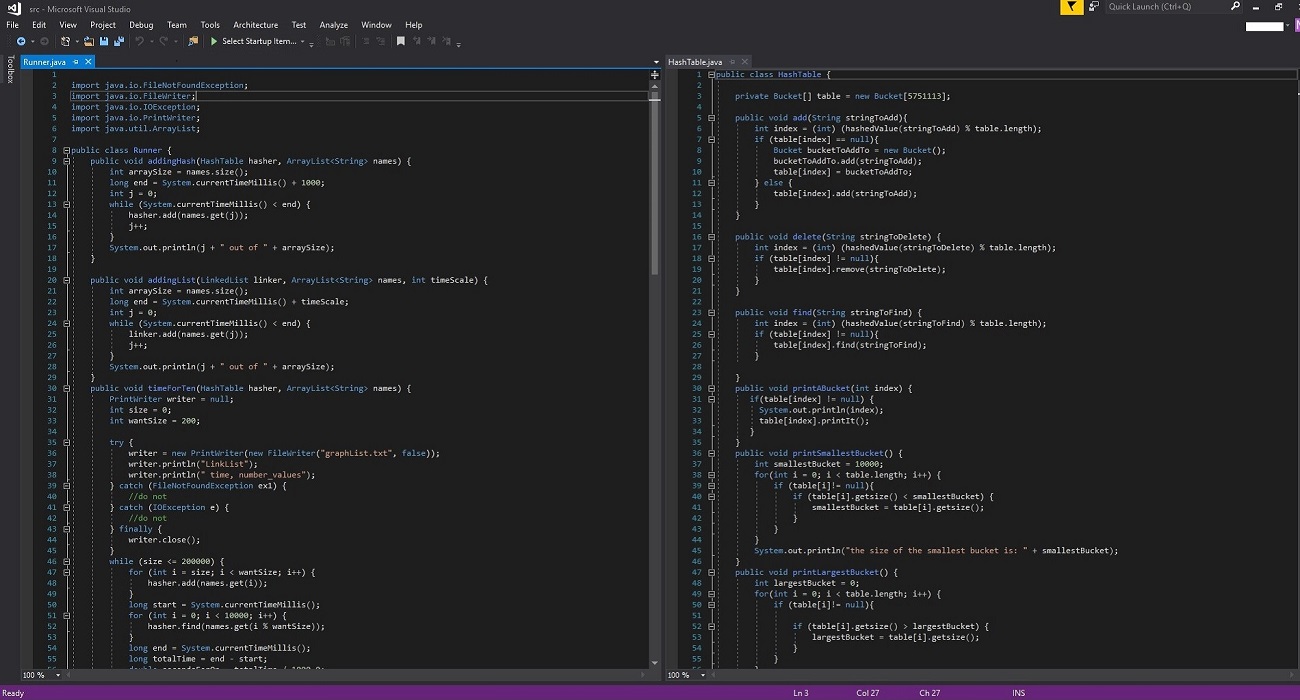 src - Microsoft Visual Studio
Quick Launch (Ctrl+Q)
File Edit View Project Debug Team Tools Architecture Test Analyze Window Help
Select Startup Item...
Toolbox
Runner.java
1
2 import java.io.FileNotFoundException;
3 import java.io.FileWriter;
4 import java.io.IOException;
5 import java.io.PrintWriter;
6 import java.util.ArrayList;
7
8 public class Runner {
9 public void addingHash(HashTable hasher, ArrayList<String> names) {
10 int arraySize = names.size();
11 long end = System.currentTimeMillis() + 1000;
12 int j = 0;
13 while (System.currentTimeMillis() < end) {
14 hasher.add(names.get(j));
15 j++;
16 }
17 System.out.println(j + " out of " + arraySize);
18 }
19
20 public void addingList(LinkedList linker, ArrayList<String> names, int timeScale) {
21 int arraySize = names.size();
22 long end = System.currentTimeMillis() + timeScale;
23 int j = 0;
24 while (System.currentTimeMillis() < end) {
25 linker.add(names.get(j));
26 j++;
27 }
28 System.out.println(j + " out of " + arraySize);
29 }
30 public void timeForTen(HashTable hasher, ArrayList<String> names) {
31 PrintWriter writer = null;
32 int size = 0;
33 int wantSize = 200;
34
35 try {
36 writer = new PrintWriter(new FileWriter("graphList.txt", false));
37 writer.println("LinkList");
38 writer.println(" time, number_values");
39 } catch (FileNotFoundException ex1) {
40 //do not
41 } catch (IOException e) {
42 //do not
43 } finally {
44 writer.close();
45 }
46 while (size <= 200000) {
47 for (int i = size; i < wantSize; i++) {
48 hasher.add(names.get(i));
49 }
50 long start = System.currentTimeMillis();
51 for (int i = 0; i < 10000; i++) {
52 hasher.find(names.get(i % wantSize));
53 }
54 long end = System.currentTimeMillis();
55 long totalTime = end - start;
100 %
HashTable.java
1 public class HashTable {
2
3 private Bucket[] table = new Bucket[5751113];
4
5 public void add(String stringToAdd){
6 int index = (int) (hashedValue(stringToAdd) % table.length);
7 if (table[index] == null){
8 Bucket bucketToAddTo = new Bucket();
9 bucketToAddTo.add(stringToAdd);
10 table[index] = bucketToAddTo;
11 } else {
12 table[index].add(stringToAdd);
13 }
14 }
15
16 public void delete(String stringToDelete) {
17 int index = (int) (hashedValue(stringToDelete) % table.length);
18 if (table[index] != null){
19 table[index].remove(stringToDelete);
20 }
21 }
22
23 public void find(String stringToFind) {
24 int index = (int) (hashedValue(stringToFind) % table.length);
25 if (table[index] != null){
26 table[index].find(stringToFind);
27 }
28
29 }
30 public void printABucket(int index) {
31 if(table[index] != null) {
32 System.out.println(index);
33 table[index].printIt();
34 }
35 }
36 public void printSmallestBucket() {
37 int smallestBucket = 10000;
38 for(int i = 0; i < table.length; i++) {
39 if (table[i]!= null){
40 if (table[i].getsize() < smallestBucket) {
41 smallestBucket = table[i].getsize();
42 }
43 }
44 }
45 System.out.println("the size of the smallest bucket is: " + smallestBucket);
46 }
47 public void printLargestBucket() {
48 int largestBucket = 0;
49 for(int i = 0; i < table.length; i++) {
50 if (table[i]!= null){
51
52 if (table[i].getsize() > largestBucket) {
53 largestBucket = table[i].getsize();
54 }
55 }
100 %
Ready Ln 3 Col 27 Ch 27 INS